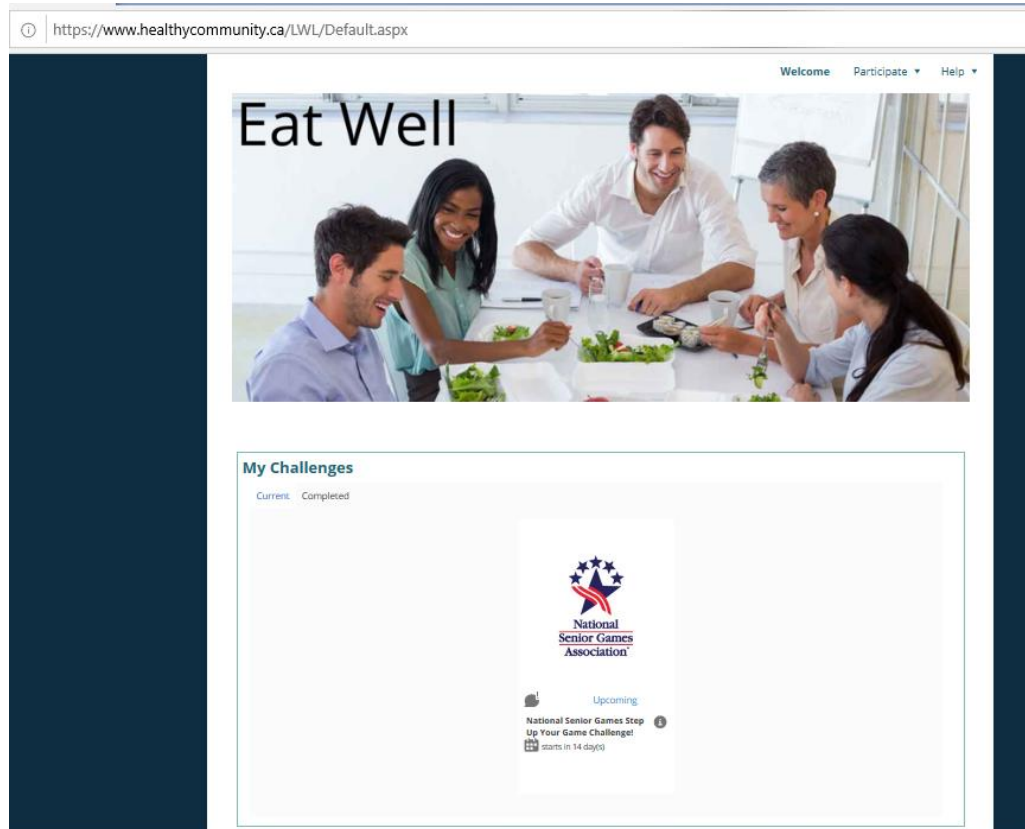 https://www.healthycommunity.ca/LWL/Default.aspx
Welcome Participate Help
Eat Well
My Challenges
Current Completed
National
Senior Games
Association
Upcoming
National Senior Games Step
Up Your Game Challenge!
starts in 14 day(s)